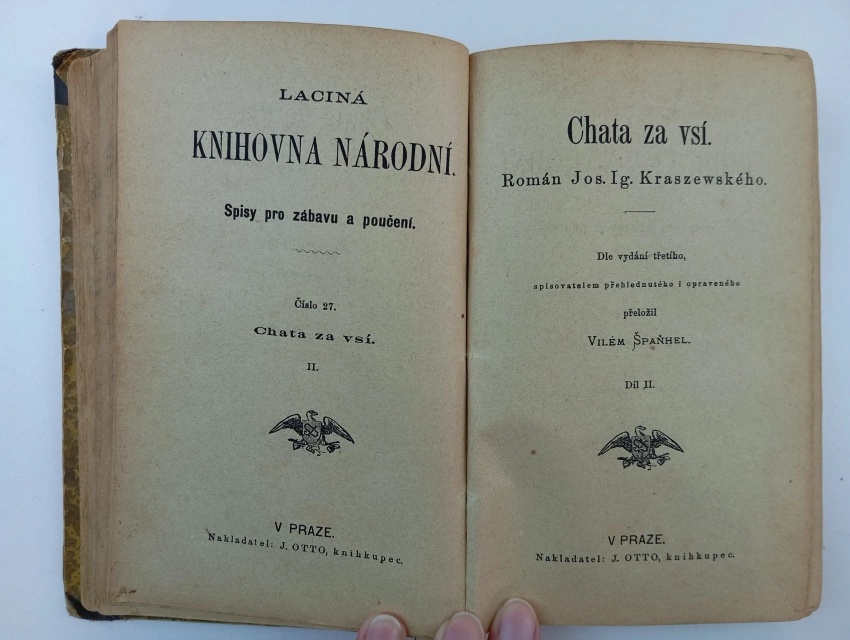 LACINÁ
KNIHOVNA NÁRODNÍ.
Spisy pro zábavu a poučení.
Číslo 27.
Chata za vsí.
II.
V PRAZE.
Nakladatel: J. OTTO, knihkupec.
Chata za vsí.
Román Jos. Ig. Kraszewského.
Dle vydání třetího,
spisovatelem přehlednutého i opraveného
přeložil
VILÉM ŠPAŇHEL.
Díl II.
V PRAZE.
Nakladatel: J. OTTO, knihkupec.